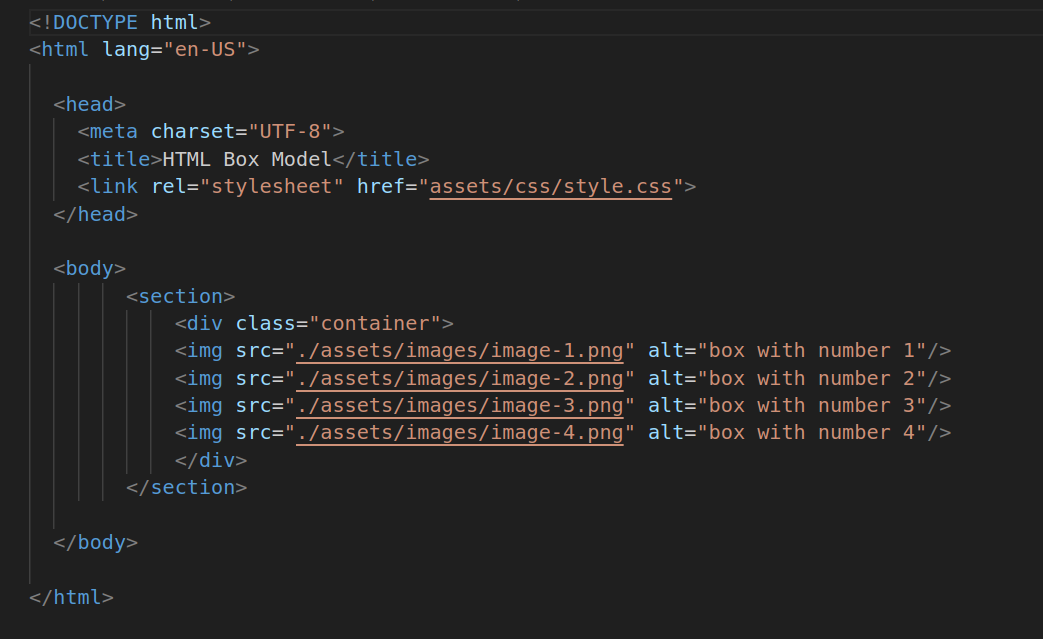 <!DOCTYPE html>
<html lang="en-US">
<head>
<meta charset="UTF-8">
<title>HTML Box Model</title>
<link rel="stylesheet" href="assets/css/style.css">
</head>
<body>
<section>
<div class="container">
<img src="./assets/images/image-1.png" alt="box with number 1"/>
<img src="./assets/images/image-2.png" alt="box with number 2"/>
<img src="./assets/images/image-3.png" alt="box with number 3"/>
<img src="./assets/images/image-4.png" alt="box with number 4"/>
</div>
</section>
</body>
</html>